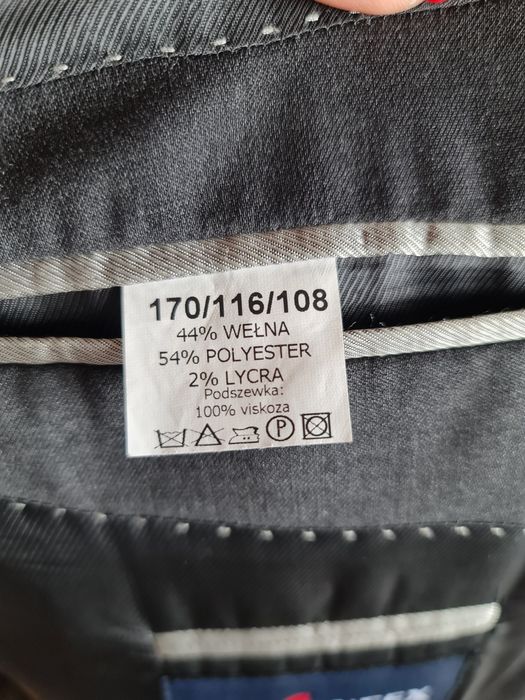 170/116/108
44% WEŁNA
54% POLYESTER
2% LYCRA
Podszewka:
100% viskoza
P